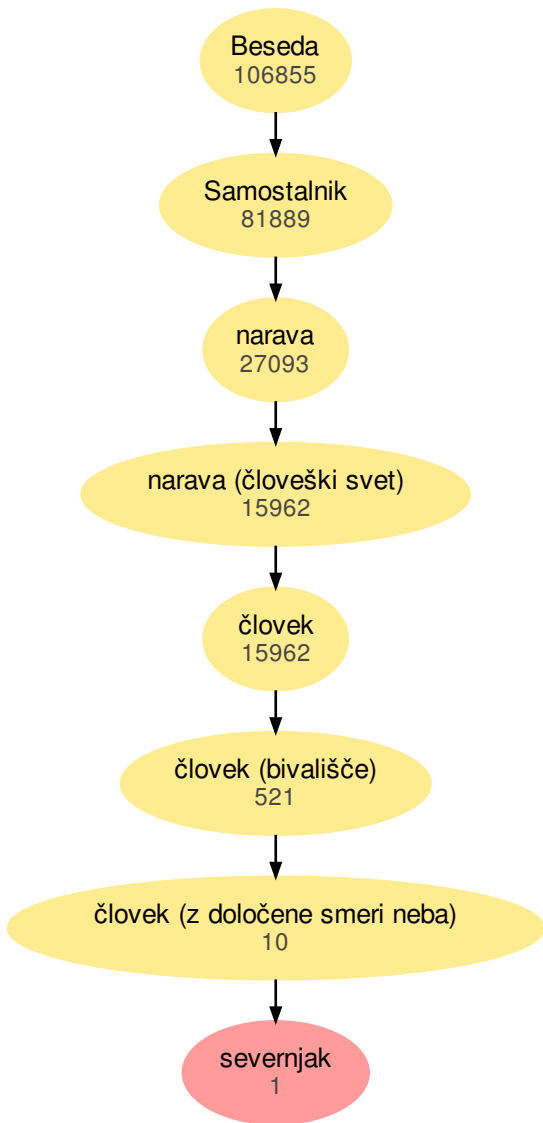 Beseda
106855
Samostalnik
81889
narava
27093
narava (človeški svet)
15962
človek
15962
človek (bivališče)
521
človek (z določene smeri neba)
10
severnjak
1